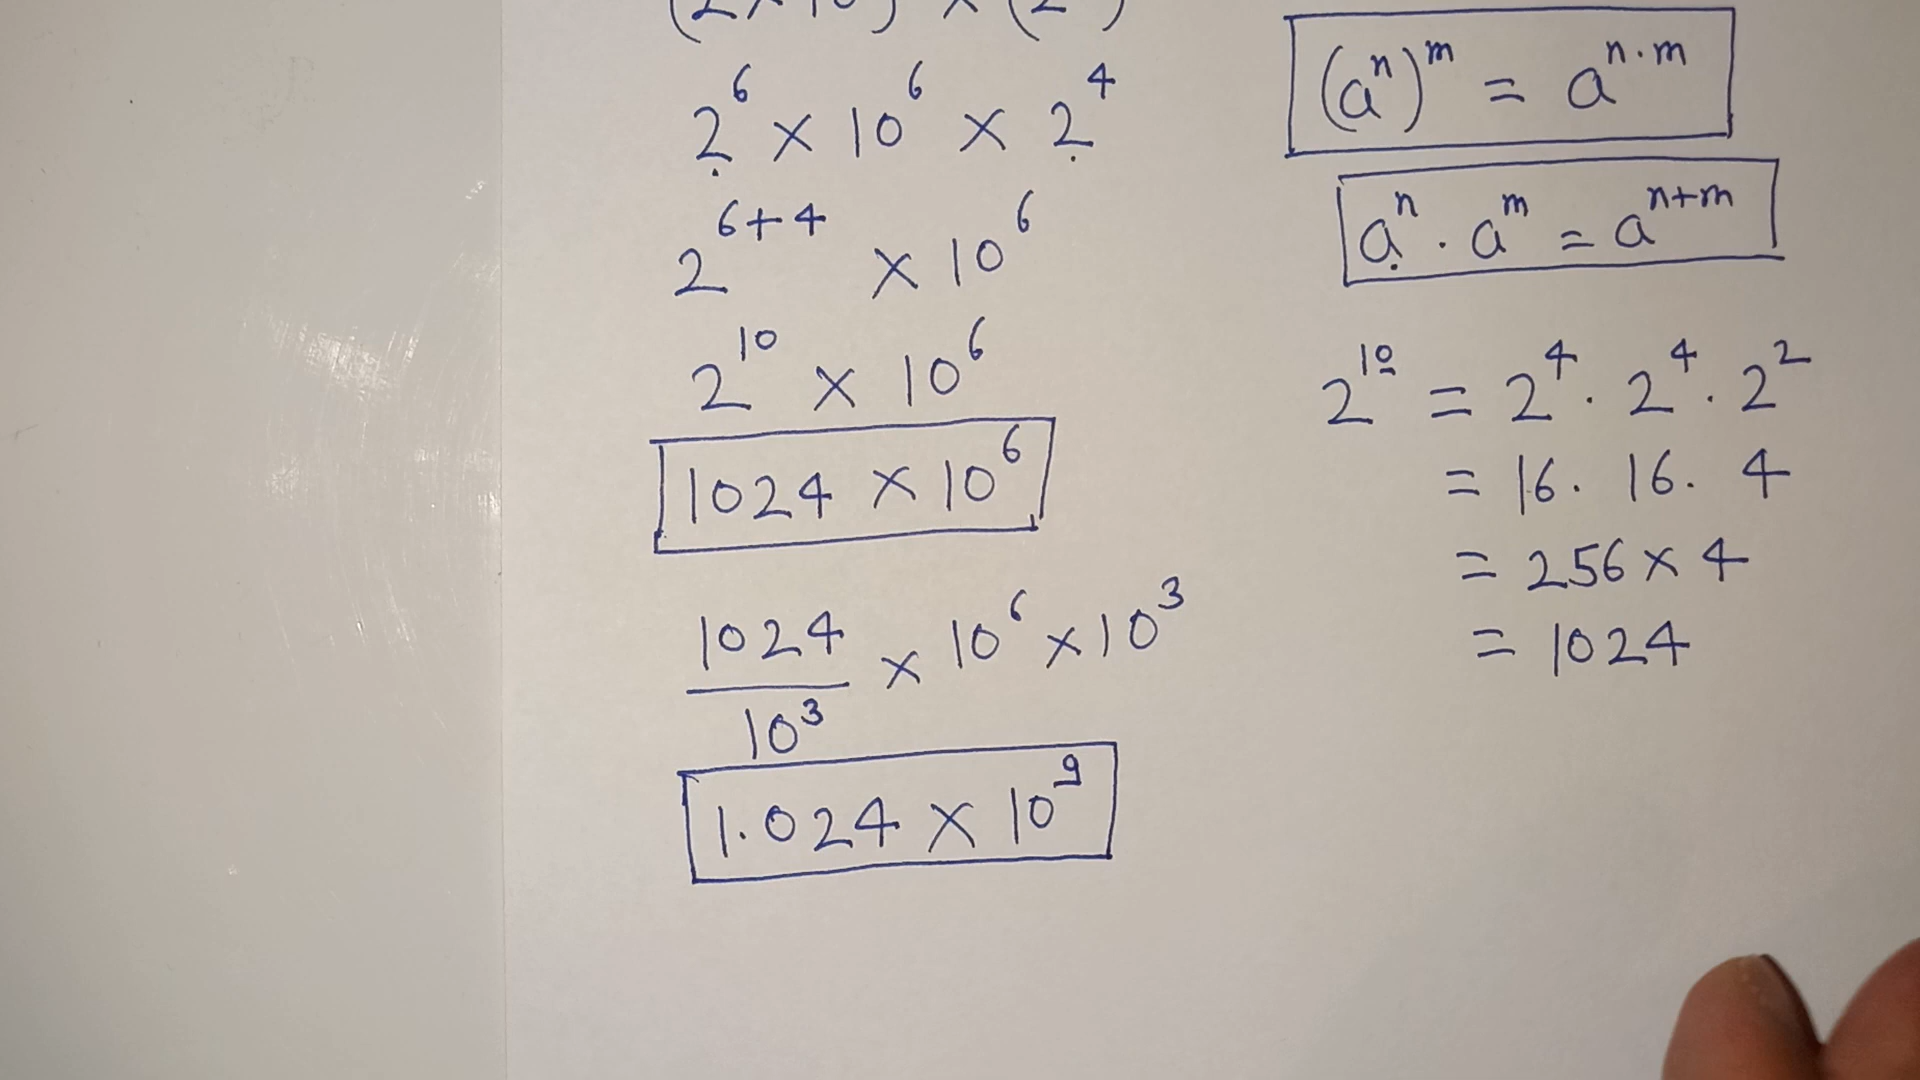 2⁶ × 10⁶ × 2⁴
2⁶⁺⁴ × 10⁶
2¹⁰ × 10⁶
1024 × 10⁶
1024/10³ × 10⁶ × 10³
1.024 × 10⁹
(aⁿ)ᵐ = aⁿ·ᵐ
aⁿ · aᵐ = aⁿ⁺ᵐ
2¹⁰ = 2⁴ · 2⁴ · 2²
= 16 · 16 · 4
= 256 × 4
= 1024